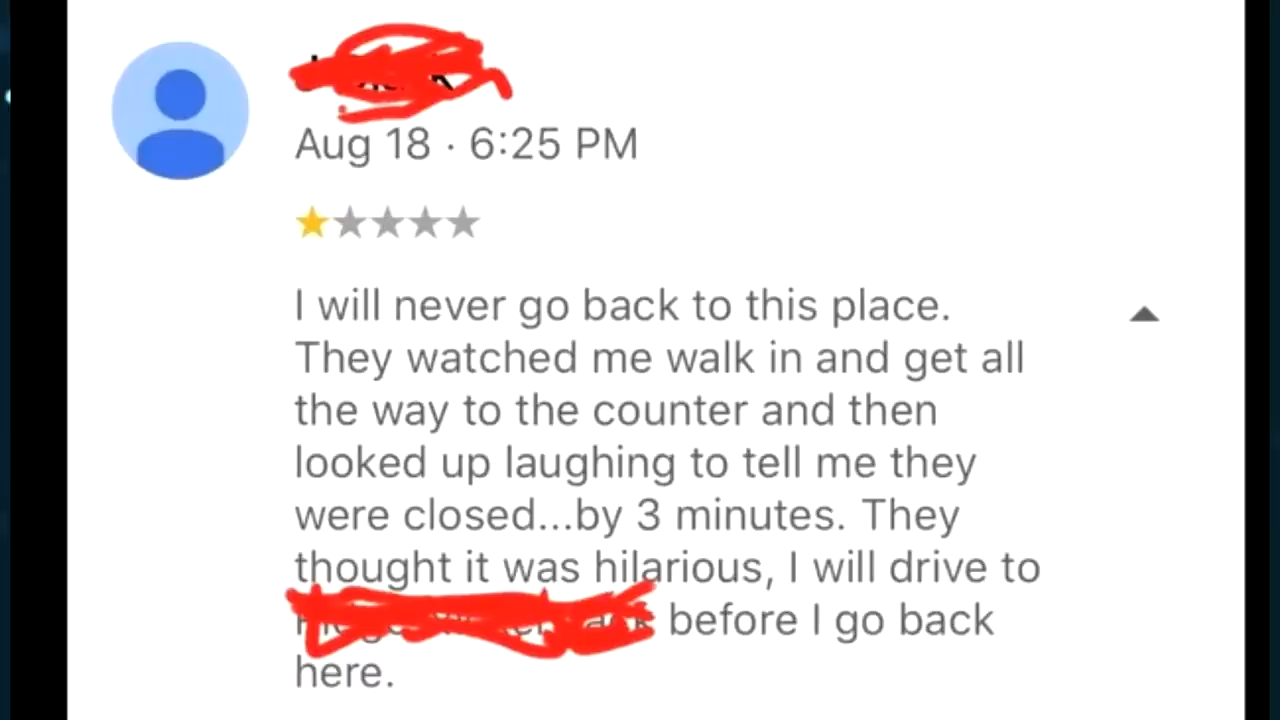 Aug 18 · 6:25 PM
I will never go back to this place.
They watched me walk in and get all
the way to the counter and then
looked up laughing to tell me they
were closed...by 3 minutes. They
thought it was hilarious, I will drive to
before I go back
here.